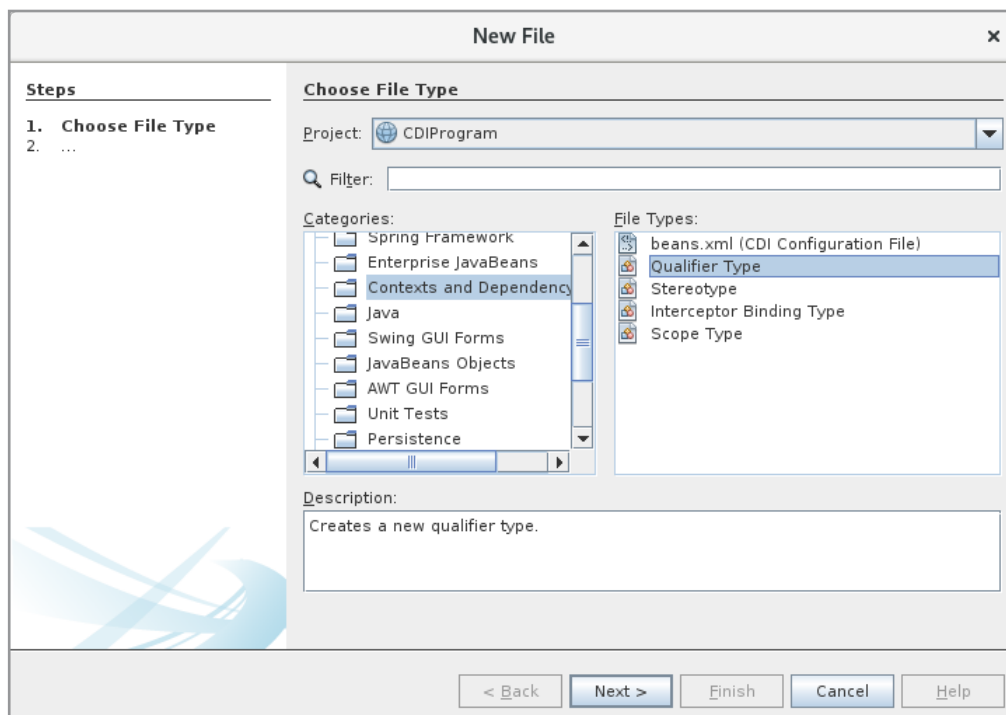 New File
Steps
1. Choose File Type
2. ...
Choose File Type
Project: CDIProgram
Filter:
Categories:
Spring Framework
Enterprise JavaBeans
Contexts and Dependency
Java
Swing GUI Forms
JavaBeans Objects
AWT GUI Forms
Unit Tests
Persistence
File Types:
beans.xml (CDI Configuration File)
Qualifier Type
Stereotype
Interceptor Binding Type
Scope Type
Description:
Creates a new qualifier type.
< Back Next > Finish Cancel Help